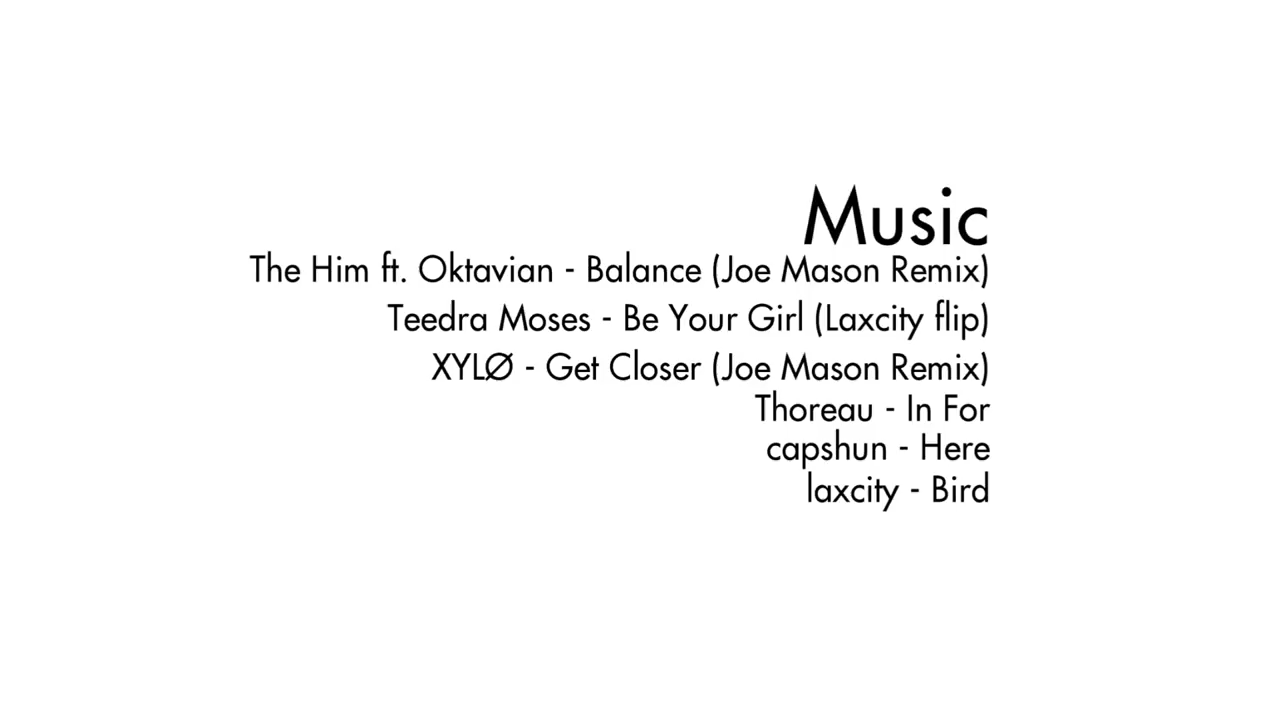 Music
The Him ft. Oktavian - Balance (Joe Mason Remix)
Teedra Moses - Be Your Girl (Laxcity flip)
XYLØ - Get Closer (Joe Mason Remix)
Thoreau - In For
capshun - Here
laxcity - Bird